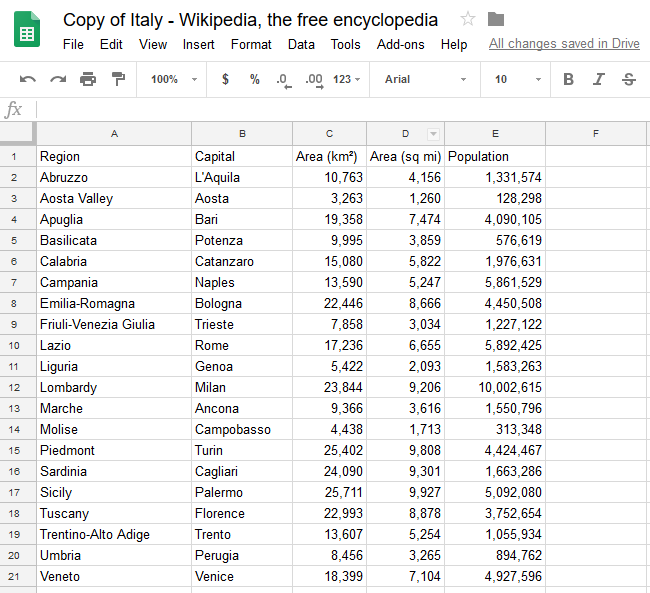 Copy of Italy - Wikipedia, the free encyclopedia
File Edit View Insert Format Data Tools Add-ons Help All changes saved in Drive
100% $ % .0 .00 123 Arial 10 B I S
fx
A B C D E F
1 Region Capital Area (km²) Area (sq mi) Population
2 Abruzzo L'Aquila 10,763 4,156 1,331,574
3 Aosta Valley Aosta 3,263 1,260 128,298
4 Apuglia Bari 19,358 7,474 4,090,105
5 Basilicata Potenza 9,995 3,859 576,619
6 Calabria Catanzaro 15,080 5,822 1,976,631
7 Campania Naples 13,590 5,247 5,861,529
8 Emilia-Romagna Bologna 22,446 8,666 4,450,508
9 Friuli-Venezia Giulia Trieste 7,858 3,034 1,227,122
10 Lazio Rome 17,236 6,655 5,892,425
11 Liguria Genoa 5,422 2,093 1,583,263
12 Lombardy Milan 23,844 9,206 10,002,615
13 Marche Ancona 9,366 3,616 1,550,796
14 Molise Campobasso 4,438 1,713 313,348
15 Piedmont Turin 25,402 9,808 4,424,467
16 Sardinia Cagliari 24,090 9,301 1,663,286
17 Sicily Palermo 25,711 9,927 5,092,080
18 Tuscany Florence 22,993 8,878 3,752,654
19 Trentino-Alto Adige Trento 13,607 5,254 1,055,934
20 Umbria Perugia 8,456 3,265 894,762
21 Veneto Venice 18,399 7,104 4,927,596